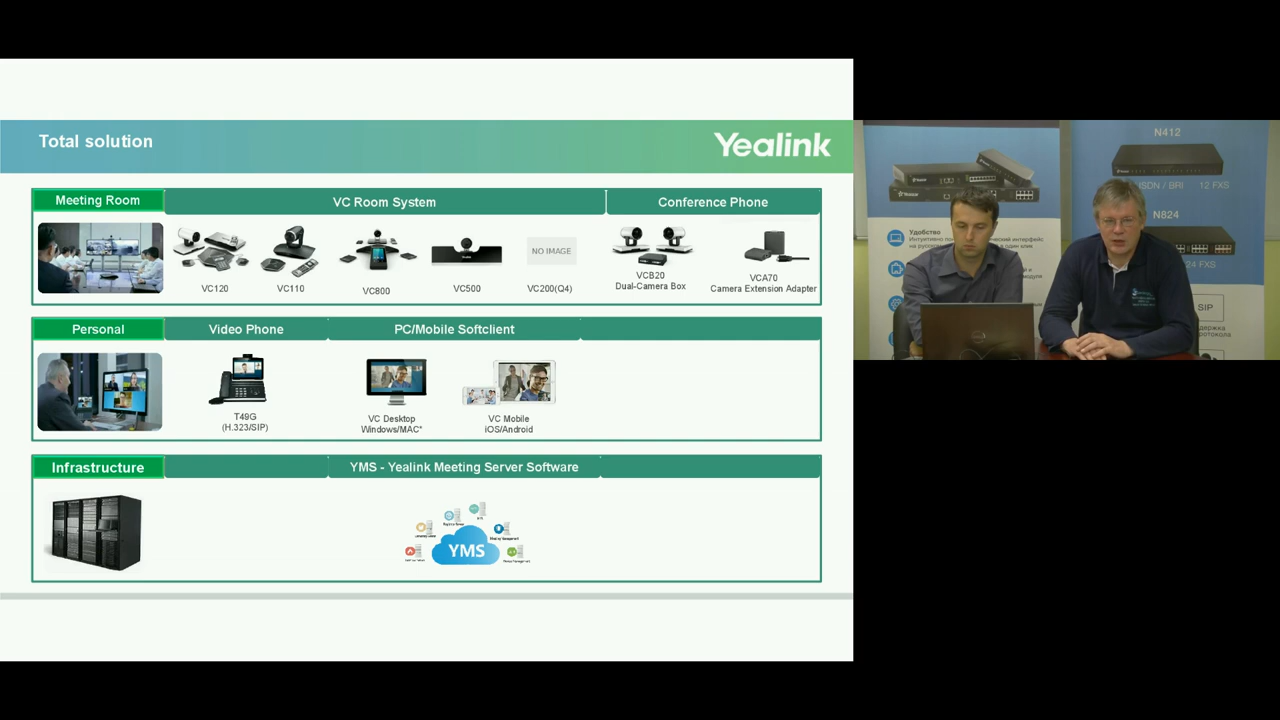 Total solution
Yealink
Meeting Room
VC Room System
Conference Phone
NO IMAGE
VC120
VC110
VC800
VC500
VC200(Q4)
VCB20
Dual-Camera Box
VCA70
Camera Extension Adapter
Personal
Video Phone
PC/Mobile Softclient
T49G
(H.323/SIP)
VC Desktop
Windows/MAC*
VC Mobile
iOS/Android
Infrastructure
YMS - Yealink Meeting Server Software
YMS
N412
ISDN / BRI 12 FXS
N824
24 FXS
SIP
Удобство